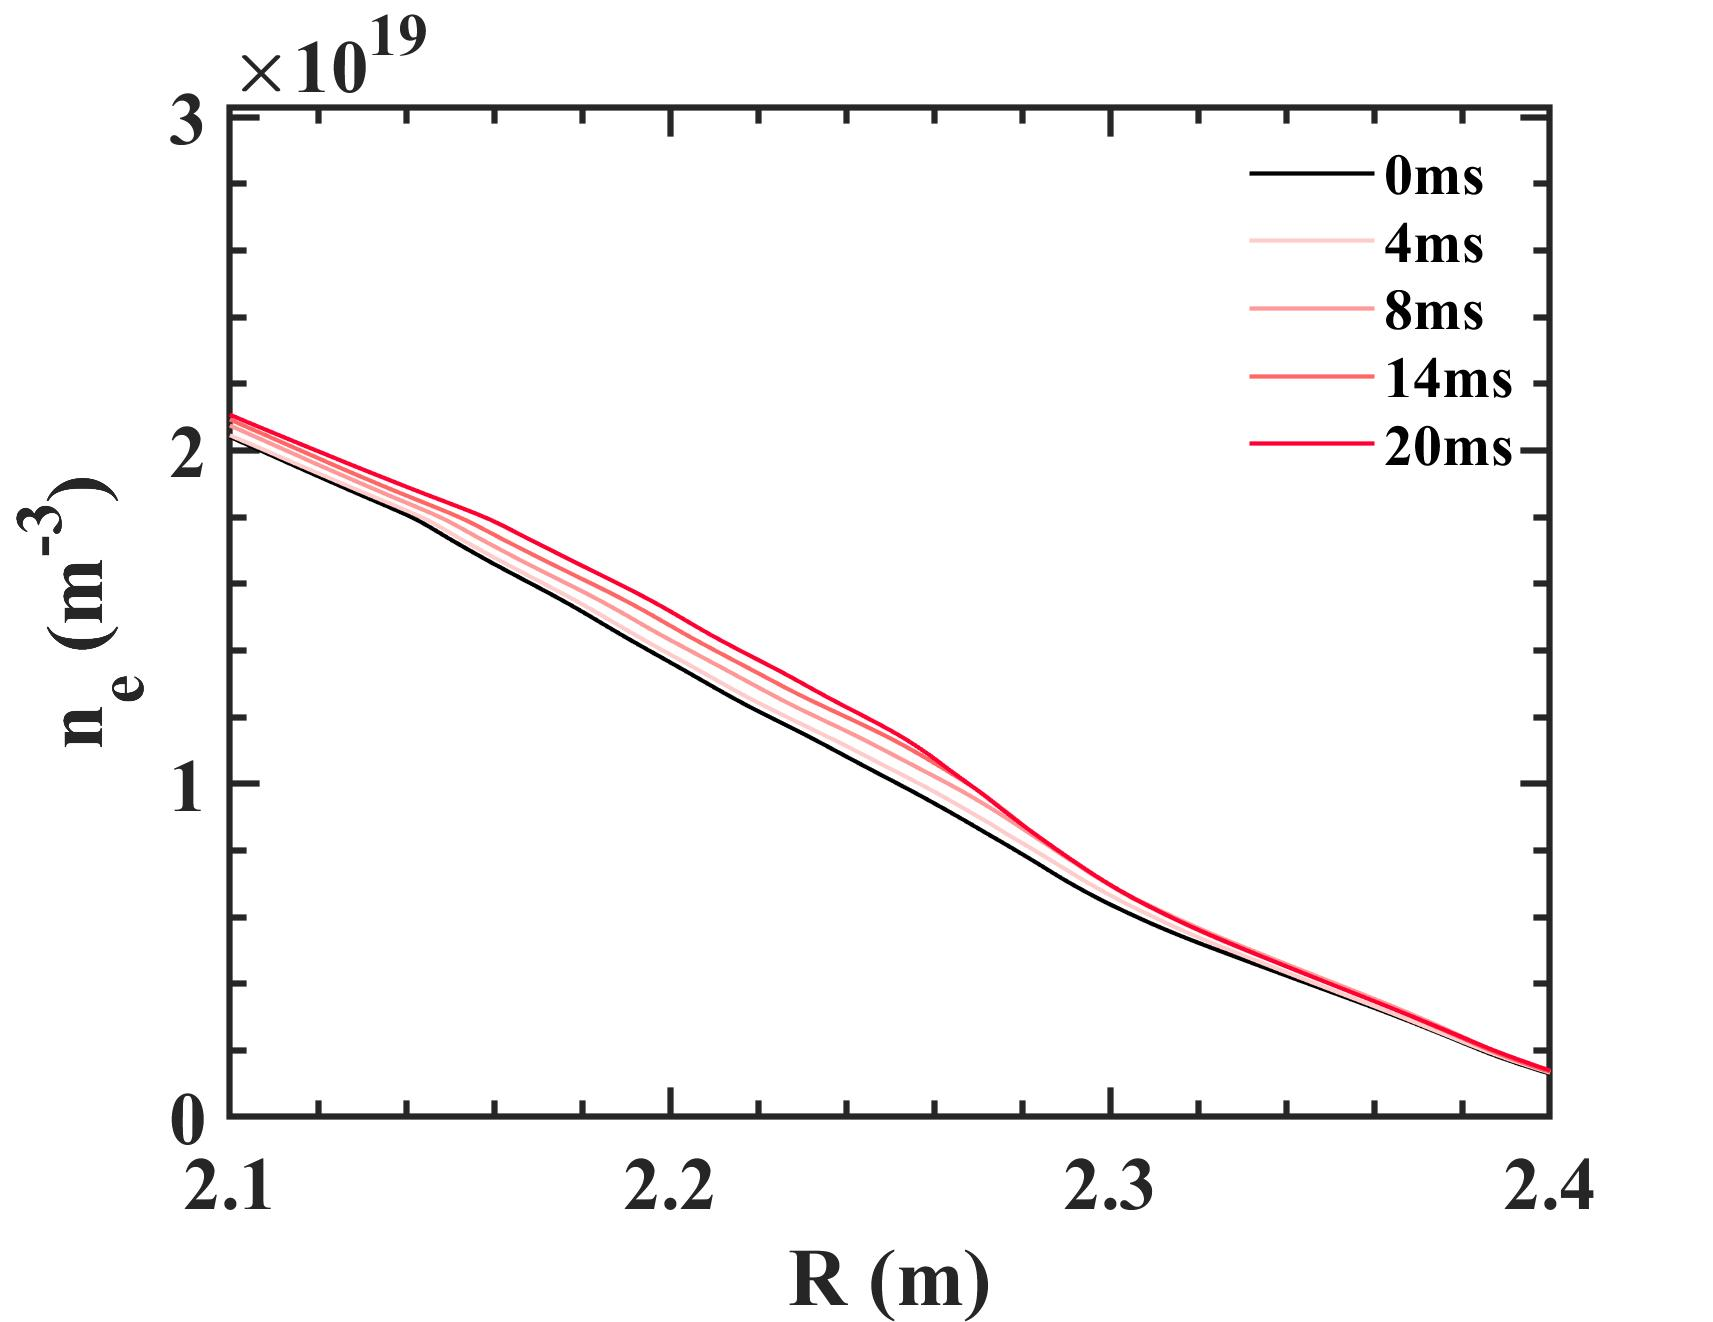 ×10^19
3
2
1
0
2.1 2.2 2.3 2.4
n_e (m^-3)
R (m)
0ms
4ms
8ms
14ms
20ms